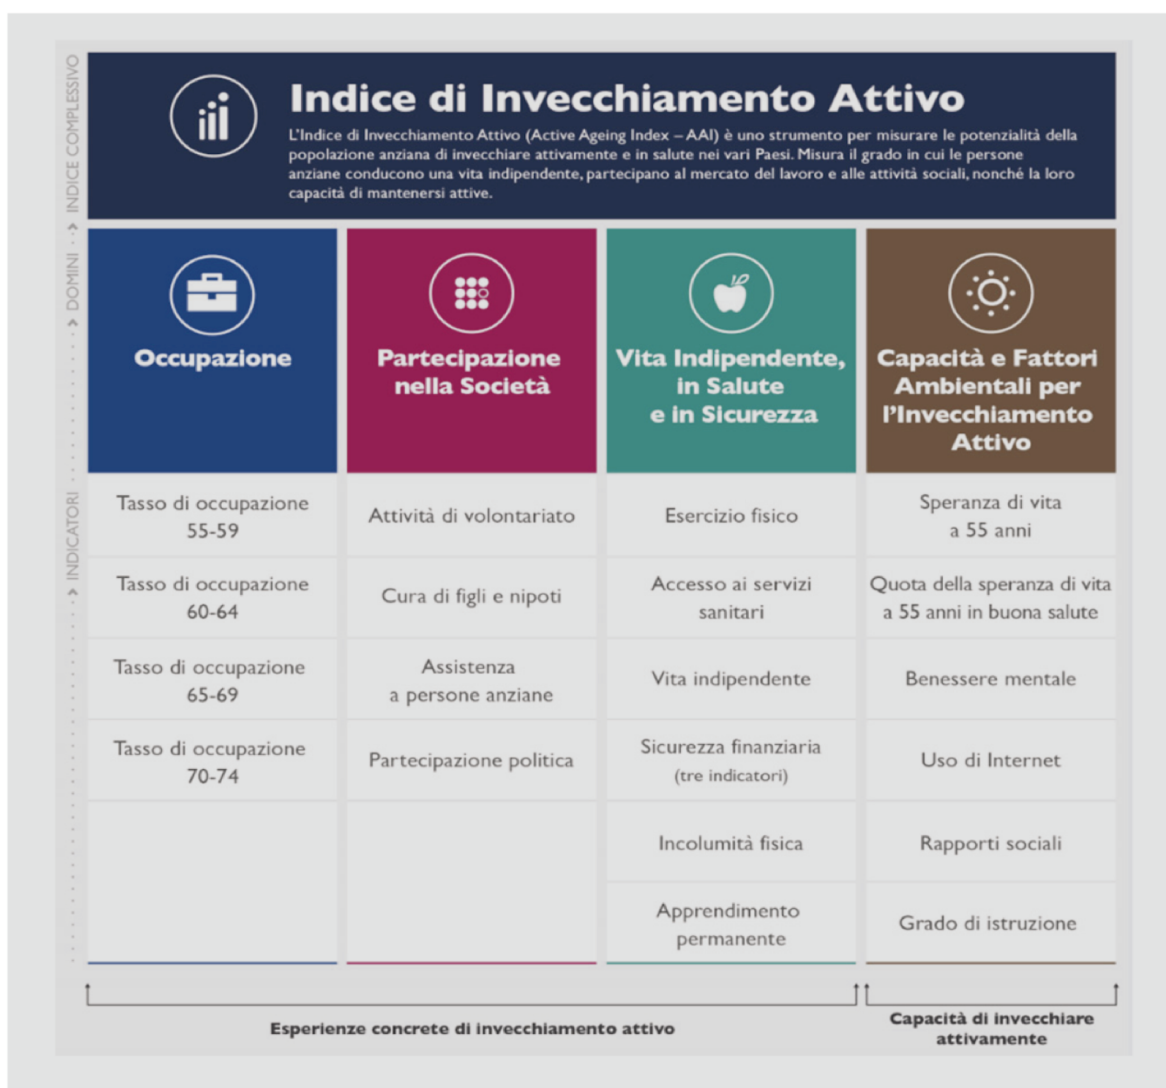 INDICATORI ···> DOMINI ··> INDICE COMPLESSIVO
Indice di Invecchiamento Attivo
L'Indice di Invecchiamento Attivo (Active Ageing Index – AAI) è uno strumento per misurare le potenzialità della
popolazione anziana di invecchiare attivamente e in salute nei vari Paesi. Misura il grado in cui le persone
anziane conducono una vita indipendente, partecipano al mercato del lavoro e alle attività sociali, nonché la loro
capacità di mantenersi attive.
Occupazione
Partecipazione
nella Società
Vita Indipendente,
in Salute
e in Sicurezza
Capacità e Fattori
Ambientali per
l'Invecchiamento
Attivo
Tasso di occupazione
55-59
Attività di volontariato
Esercizio fisico
Speranza di vita
a 55 anni
Tasso di occupazione
60-64
Cura di figli e nipoti
Accesso ai servizi
sanitari
Quota della speranza di vita
a 55 anni in buona salute
Tasso di occupazione
65-69
Assistenza
a persone anziane
Vita indipendente
Benessere mentale
Tasso di occupazione
70-74
Partecipazione politica
Sicurezza finanziaria
(tre indicatori)
Uso di Internet
Incolumità fisica
Rapporti sociali
Apprendimento
permanente
Grado di istruzione
Esperienze concrete di invecchiamento attivo
Capacità di invecchiare
attivamente